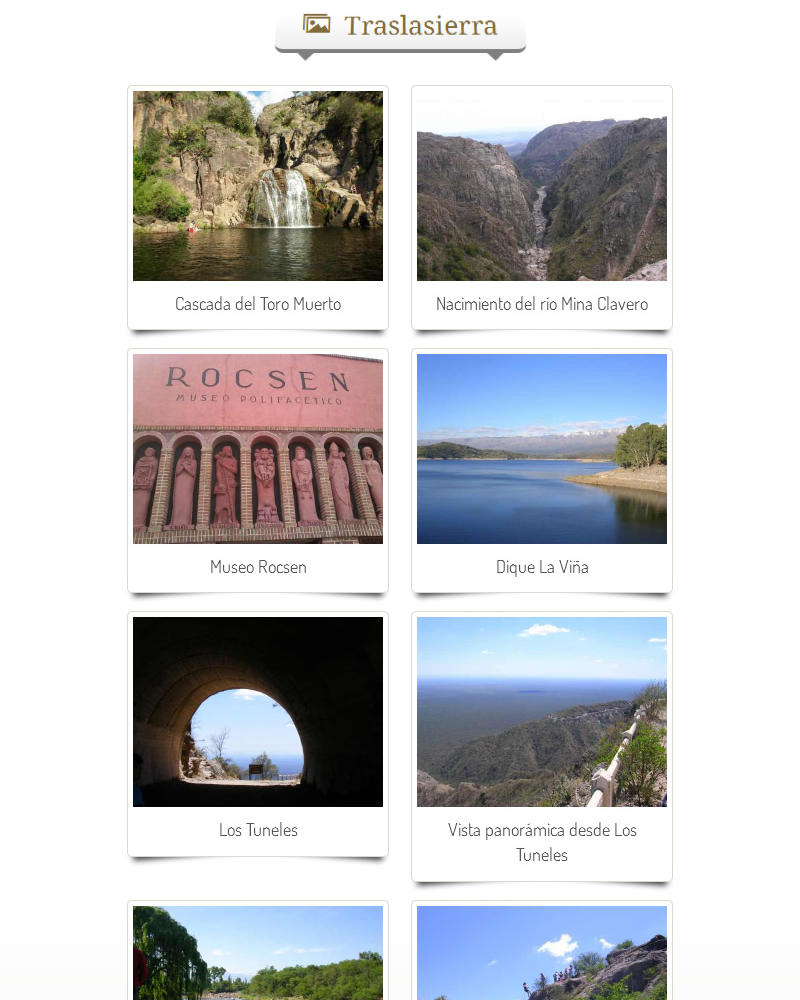 Traslasierra
Cascada del Toro Muerto
Nacimiento del río Mina Clavero
ROCSEN
MUSEO POLIFACETICO
Museo Rocsen
Dique La Viña
Los Tuneles
Vista panorámica desde Los
Tuneles